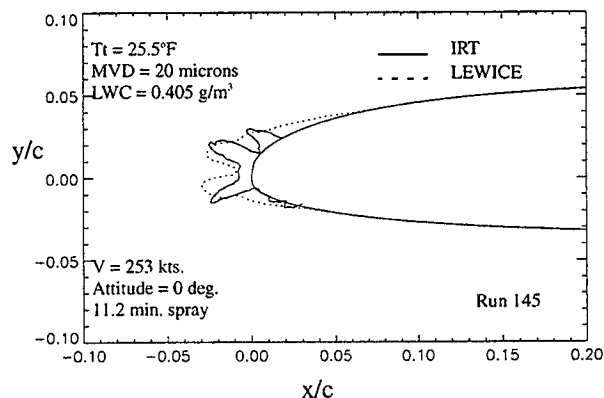 0.10
Tt = 25.5°F
MVD = 20 microns
LWC = 0.405 g/m³
IRT
LEWICE
0.05
y/c
0.00
-0.05
V = 253 kts.
Attitude = 0 deg.
11.2 min. spray
Run 145
-0.10
-0.10 -0.05 0.00 0.05 0.10 0.15 0.20
x/c